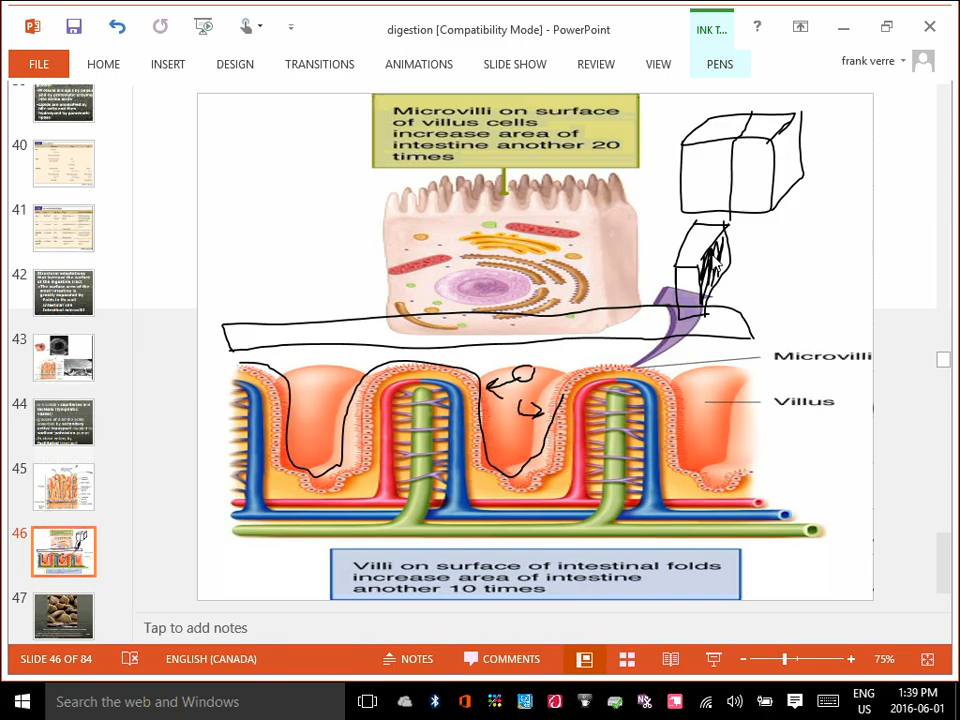 digestion [Compatibility Mode] - PowerPoint
INK T...
?
FILE
HOME
INSERT
DESIGN
TRANSITIONS
ANIMATIONS
SLIDE SHOW
REVIEW
VIEW
PENS
frank verre
40
41
42
43
44
45
46
47
Microvilli on surface
of villus cells
increase area of
intestine another 20
times
Microvilli
Villus
Villi on surface of intestinal folds
increase area of intestine
another 10 times
Tap to add notes
SLIDE 46 OF 84
ENGLISH (CANADA)
NOTES
COMMENTS
75%
Search the web and Windows
ENG
US
1:39 PM
2016-06-01